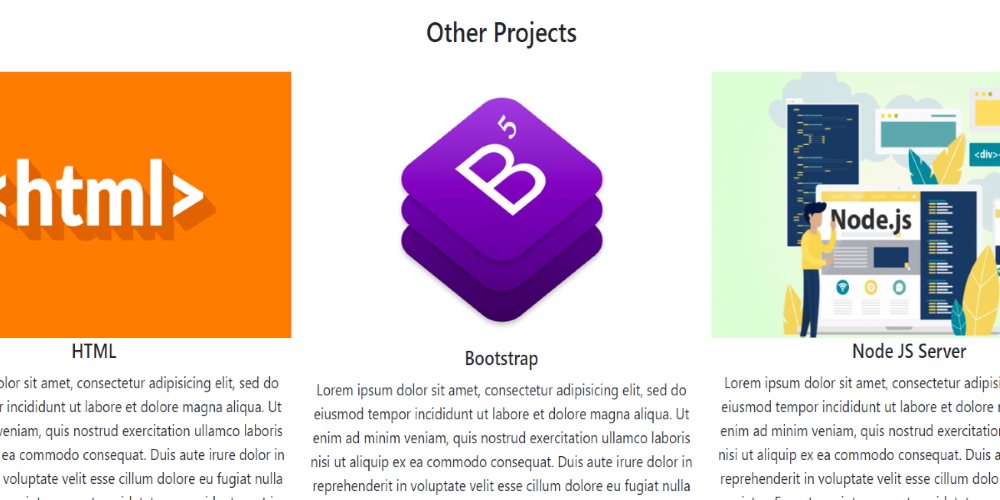 Other Projects
<html>
B5
Node.js
<div>
HTML
olor sit amet, consectetur adipisicing elit, sed do
r incididunt ut labore et dolore magna aliqua. Ut
veniam, quis nostrud exercitation ullamco laboris
ea commodo consequat. Duis aute irure dolor in
voluptate velit esse cillum dolore eu fugiat nulla
Bootstrap
Lorem ipsum dolor sit amet, consectetur adipisicing elit, sed do
eiusmod tempor incididunt ut labore et dolore magna aliqua. Ut
enim ad minim veniam, quis nostrud exercitation ullamco laboris
nisi ut aliquip ex ea commodo consequat. Duis aute irure dolor in
reprehenderit in voluptate velit esse cillum dolore eu fugiat nulla
Node JS Server
Lorem ipsum dolor sit amet, consectetur adipisi
eiusmod tempor incididunt ut labore et dolore
enim ad minim veniam, quis nostrud exercitation
nisi ut aliquip ex ea commodo consequat. Duis a
reprehenderit in voluptate velit esse cillum dolo